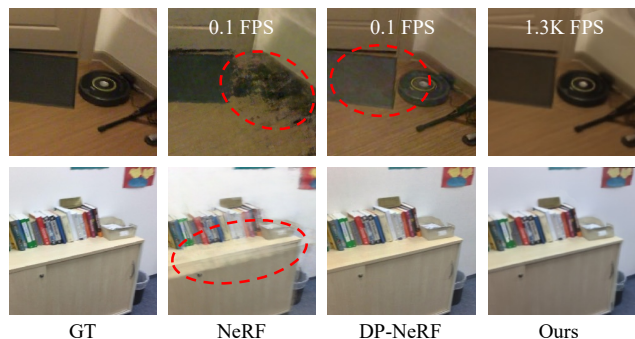 0.1 FPS
0.1 FPS
1.3K FPS
GT
NeRF
DP-NeRF
Ours